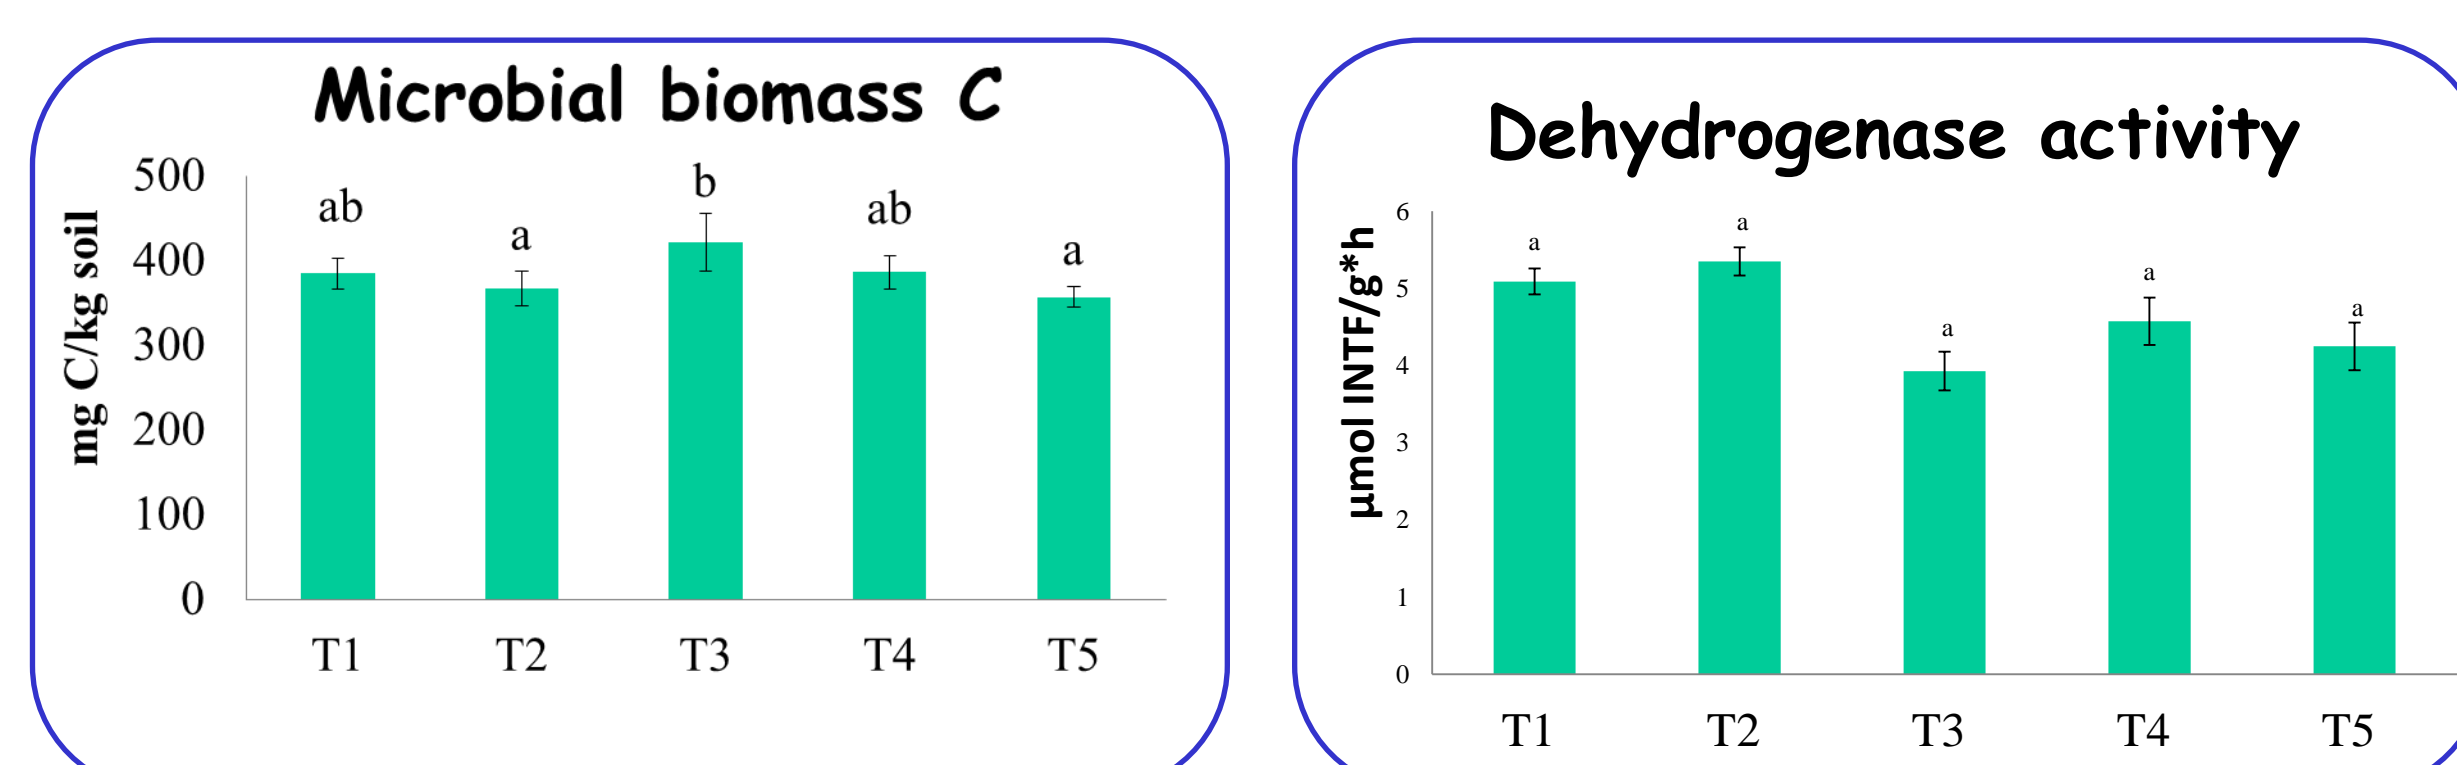 Microbial biomass C
mg C/kg soil
500
400
300
200
100
0
ab
a
b
ab
a
T1 T2 T3 T4 T5
Dehydrogenase activity
µmol INTF/g*h
6
5
4
3
2
1
0
a
a
a
a
a
T1 T2 T3 T4 T5